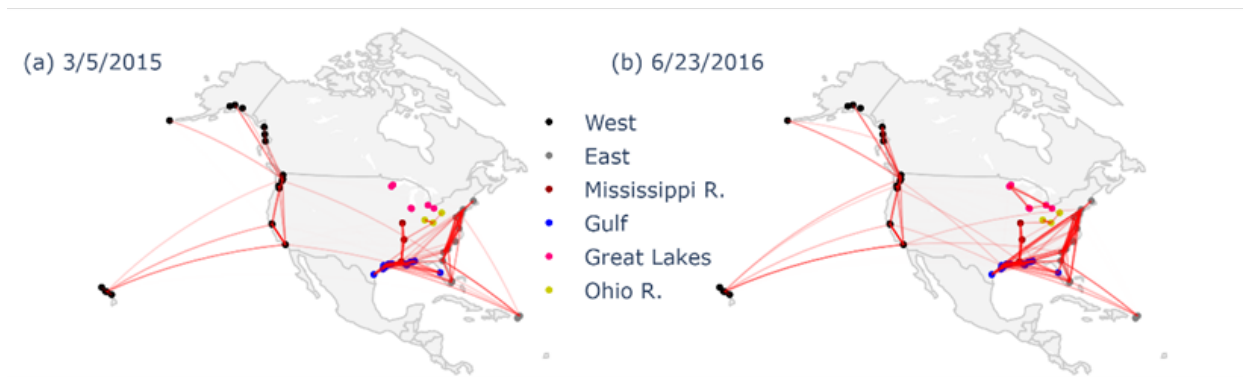 (a) 3/5/2015
(b) 6/23/2016
West
East
Mississippi R.
Gulf
Great Lakes
Ohio R.